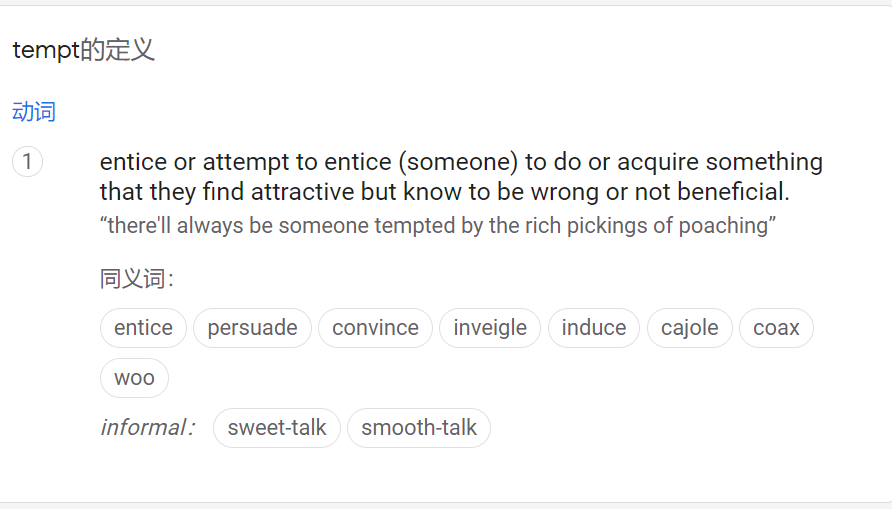 tempt的定义
动词
1 entice or attempt to entice (someone) to do or acquire something
that they find attractive but know to be wrong or not beneficial.
“there'll always be someone tempted by the rich pickings of poaching”
同义词：
entice persuade convince inveigle induce cajole coax
woo
informal： sweet-talk smooth-talk